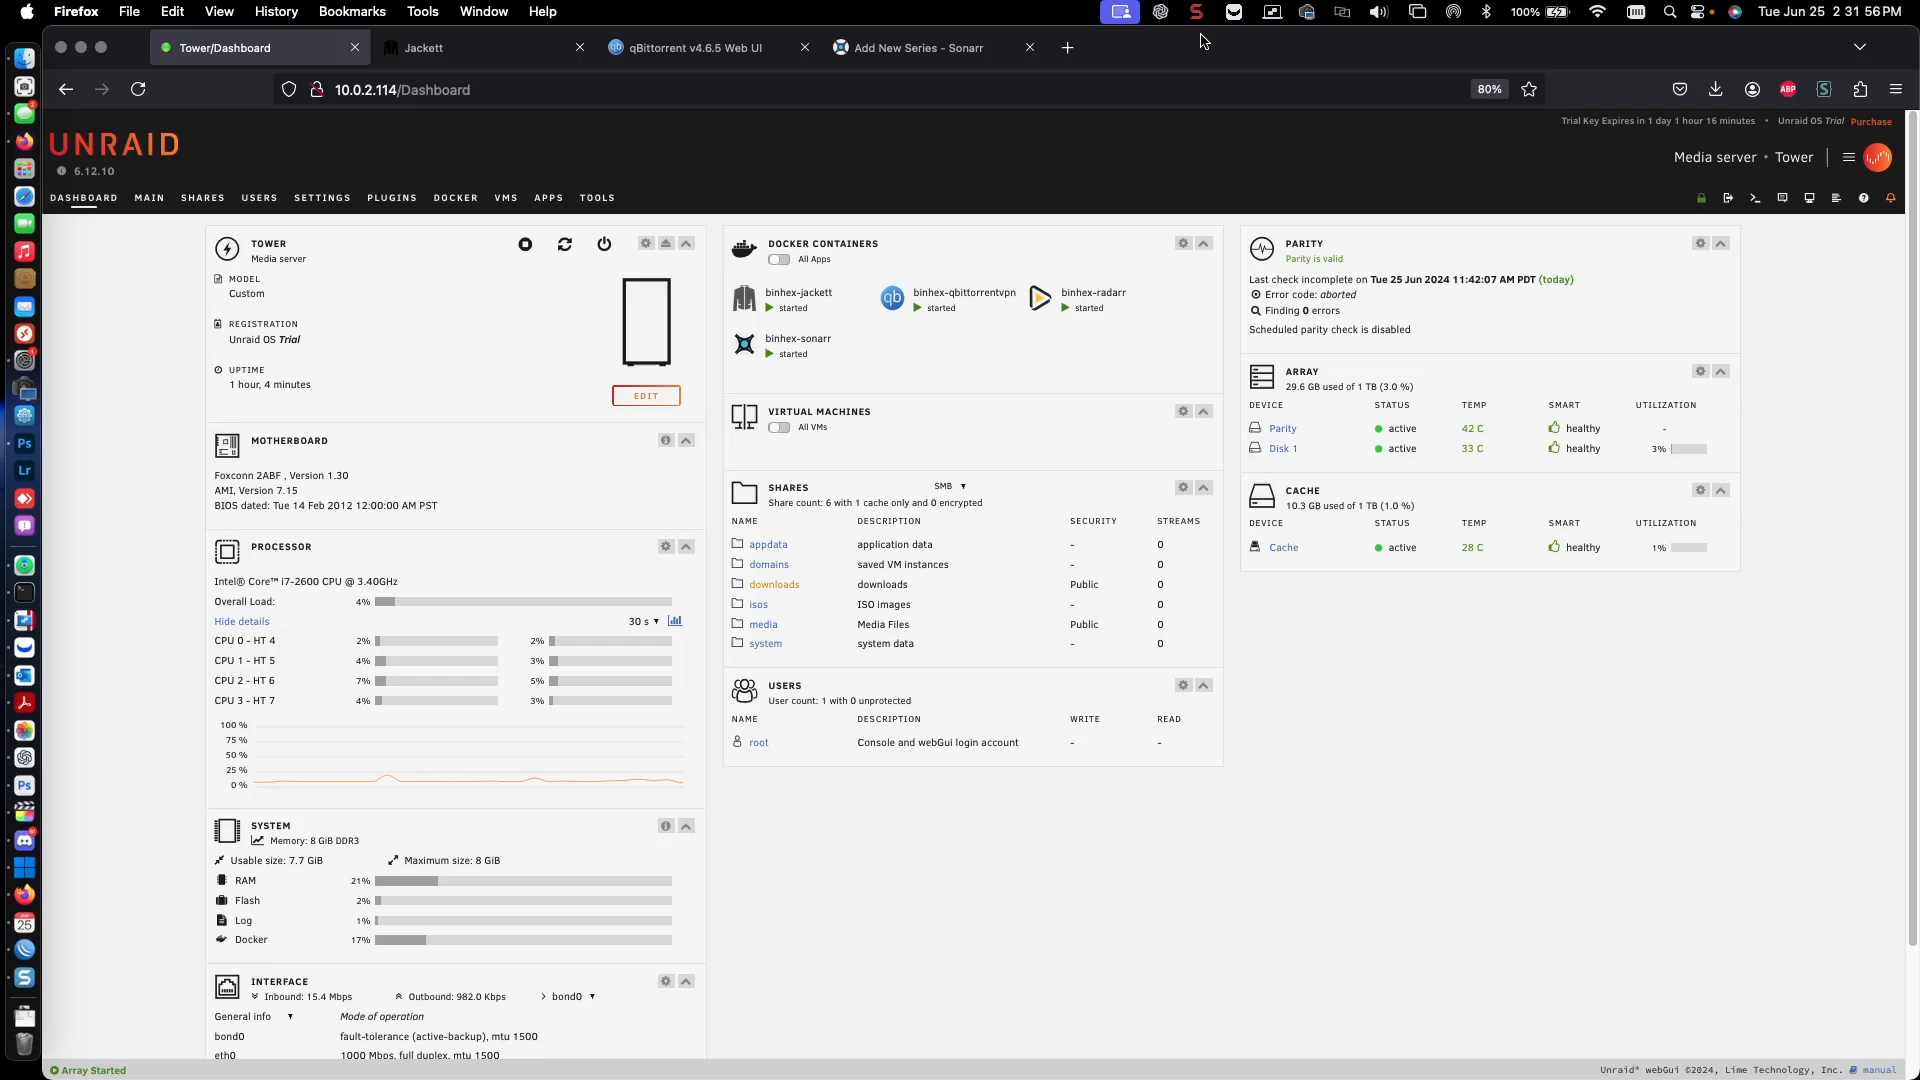 Firefox File Edit View History Bookmarks Tools Window Help
100%
Tue Jun 25 2 31 56 PM
Tower/Dashboard
Jackett
qBittorrent v4.6.5 Web UI
Add New Series - Sonarr
10.0.2.114/Dashboard
80%
ABP
Trial Key Expires in 1 day 1 hour 16 minutes • Unraid OS Trial Purchase
UNRAID
6.12.10
Media server • Tower
DASHBOARD MAIN SHARES USERS SETTINGS PLUGINS DOCKER VMS APPS TOOLS
TOWER
Media server
MODEL
Custom
REGISTRATION
Unraid OS Trial
UPTIME
1 hour, 4 minutes
EDIT
MOTHERBOARD
Foxconn 2ABF , Version 1.30
AMI, Version 7.15
BIOS dated: Tue 14 Feb 2012 12:00:00 AM PST
PROCESSOR
Intel® Core™ i7-2600 CPU @ 3.40GHz
Overall Load: 4%
Hide details 30 s
CPU 0 - HT 4 2% 2%
CPU 1 - HT 5 4% 3%
CPU 2 - HT 6 7% 5%
CPU 3 - HT 7 4% 3%
100 %
75 %
50 %
25 %
0 %
SYSTEM
Memory: 8 GiB DDR3
Usable size: 7.7 GiB Maximum size: 8 GiB
RAM 21%
Flash 2%
Log 1%
Docker 17%
INTERFACE
Inbound: 15.4 Mbps Outbound: 982.0 Kbps bond0
General info Mode of operation
bond0 fault-tolerance (active-backup), mtu 1500
eth0 1000 Mbps, full duplex, mtu 1500
DOCKER CONTAINERS
All Apps
binhex-jackett
started
binhex-qbittorrentvpn
started
binhex-radarr
started
binhex-sonarr
started
VIRTUAL MACHINES
All VMs
SHARES SMB
Share count: 6 with 1 cache only and 0 encrypted
NAME DESCRIPTION SECURITY STREAMS
appdata application data - 0
domains saved VM instances - 0
downloads downloads Public 0
isos ISO images - 0
media Media Files Public 0
system system data - 0
USERS
User count: 1 with 0 unprotected
NAME DESCRIPTION WRITE READ
root Console and webGui login account - -
PARITY
Parity is valid
Last check incomplete on Tue 25 Jun 2024 11:42:07 AM PDT (today)
Error code: aborted
Finding 0 errors
Scheduled parity check is disabled
ARRAY
29.6 GB used of 1 TB (3.0 %)
DEVICE STATUS TEMP SMART UTILIZATION
Parity active 42 C healthy -
Disk 1 active 33 C healthy 3%
CACHE
10.3 GB used of 1 TB (1.0 %)
DEVICE STATUS TEMP SMART UTILIZATION
Cache active 28 C healthy 1%
Ps
Lr
Ps
25
Array Started
Unraid® webGui ©2024, Lime Technology, Inc. manual